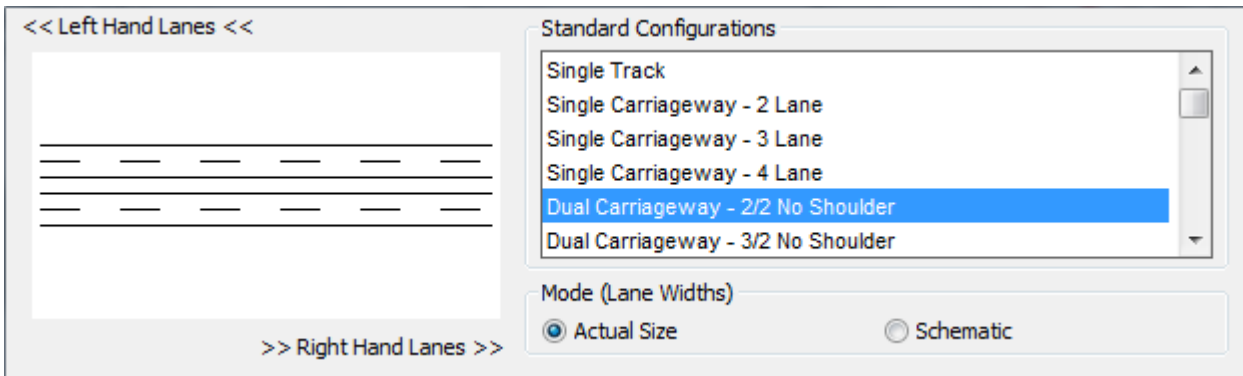 << Left Hand Lanes <<
>> Right Hand Lanes >>
Standard Configurations
Single Track
Single Carriageway - 2 Lane
Single Carriageway - 3 Lane
Single Carriageway - 4 Lane
Dual Carriageway - 2/2 No Shoulder
Dual Carriageway - 3/2 No Shoulder
Mode (Lane Widths)
Actual Size
Schematic